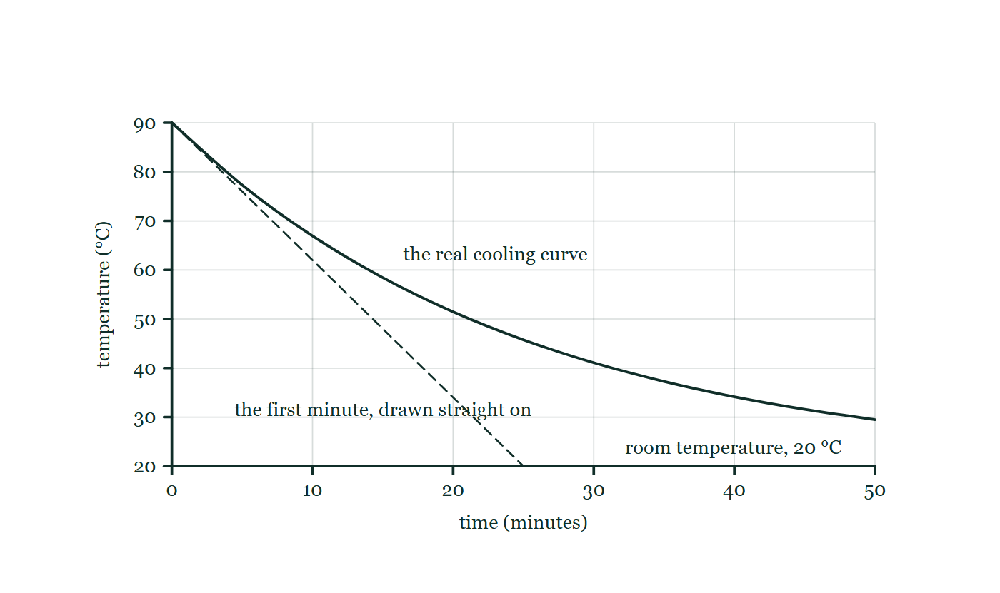 90
80
70
60
50
40
30
20
temperature (°C)
the real cooling curve
the first minute, drawn straight on
room temperature, 20 °C
0 10 20 30 40 50
time (minutes)